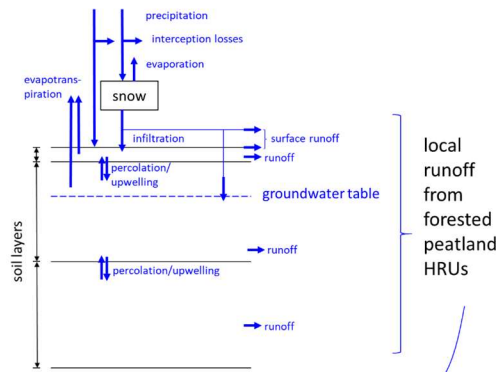 precipitation
interception losses
evaporation
evapotrans-
piration
snow
infiltration
surface runoff
runoff
percolation/
upwelling
groundwater table
soil layers
runoff
percolation/upwelling
runoff
local
runoff
from
forested
peatland
HRUs